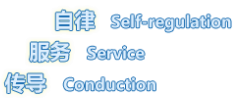 自律 Self-regulation
服务 Service
传导 Conduction